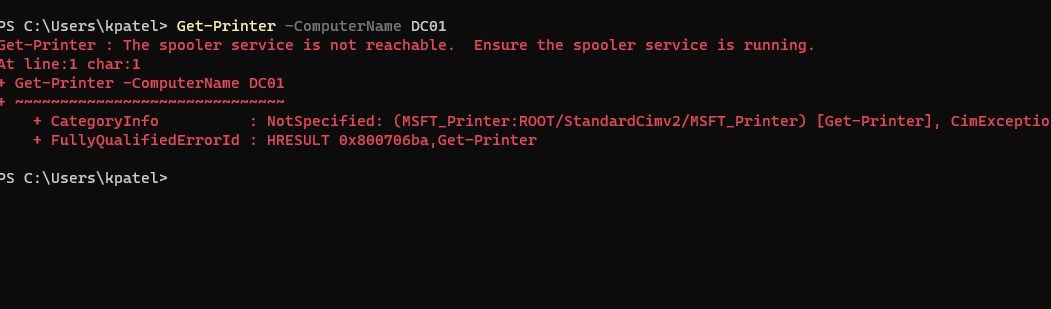 PS C:\Users\kpatel> Get-Printer -ComputerName DC01
Get-Printer : The spooler service is not reachable.  Ensure the spooler service is running.
At line:1 char:1
+ Get-Printer -ComputerName DC01
+ ~~~~~~~~~~~~~~~~~~~~~~~~~~~~~~
    + CategoryInfo          : NotSpecified: (MSFT_Printer:ROOT/StandardCimv2/MSFT_Printer) [Get-Printer], CimExceptio
    + FullyQualifiedErrorId : HRESULT 0x800706ba,Get-Printer
PS C:\Users\kpatel>